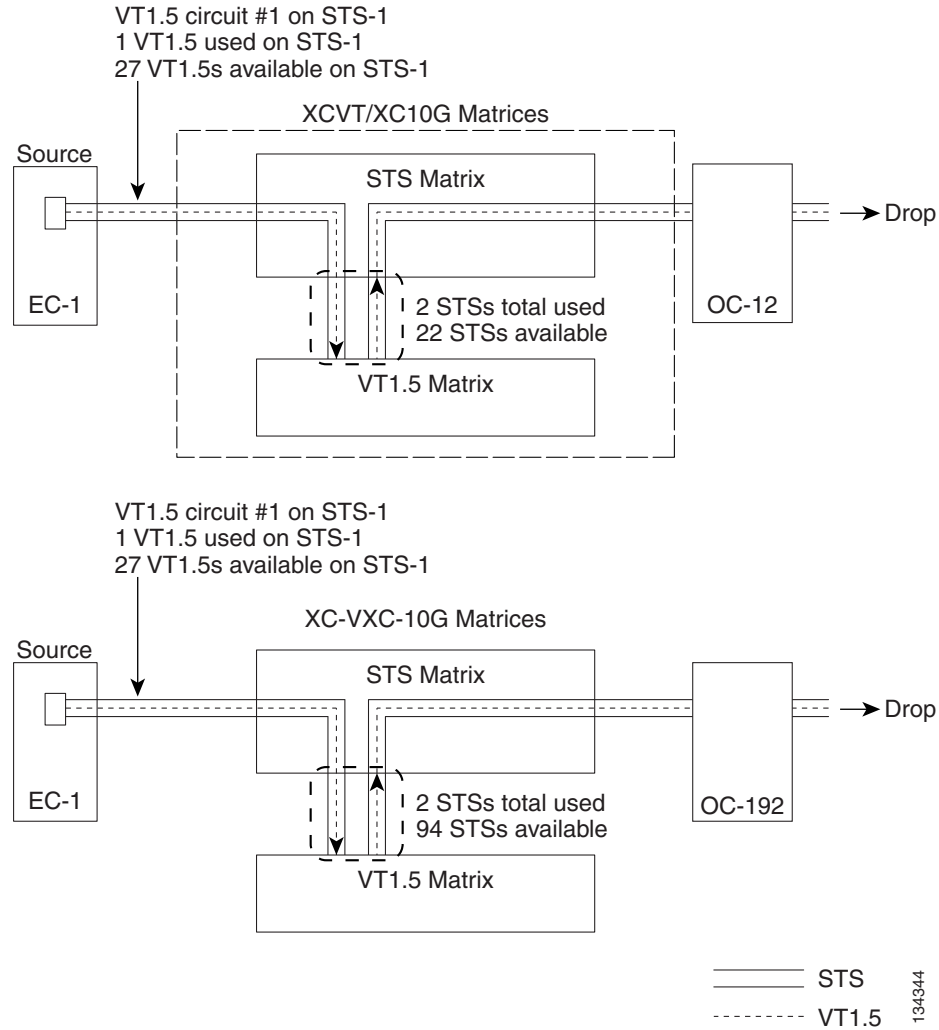 VT1.5 circuit #1 on STS-1
1 VT1.5 used on STS-1
27 VT1.5s available on STS-1
XCVT/XC10G Matrices
Source
STS Matrix
Drop
EC-1
2 STSs total used
22 STSs available
OC-12
VT1.5 Matrix
VT1.5 circuit #1 on STS-1
1 VT1.5 used on STS-1
27 VT1.5s available on STS-1
XC-VXC-10G Matrices
Source
STS Matrix
Drop
EC-1
2 STSs total used
94 STSs available
OC-192
VT1.5 Matrix
STS
VT1.5
134344